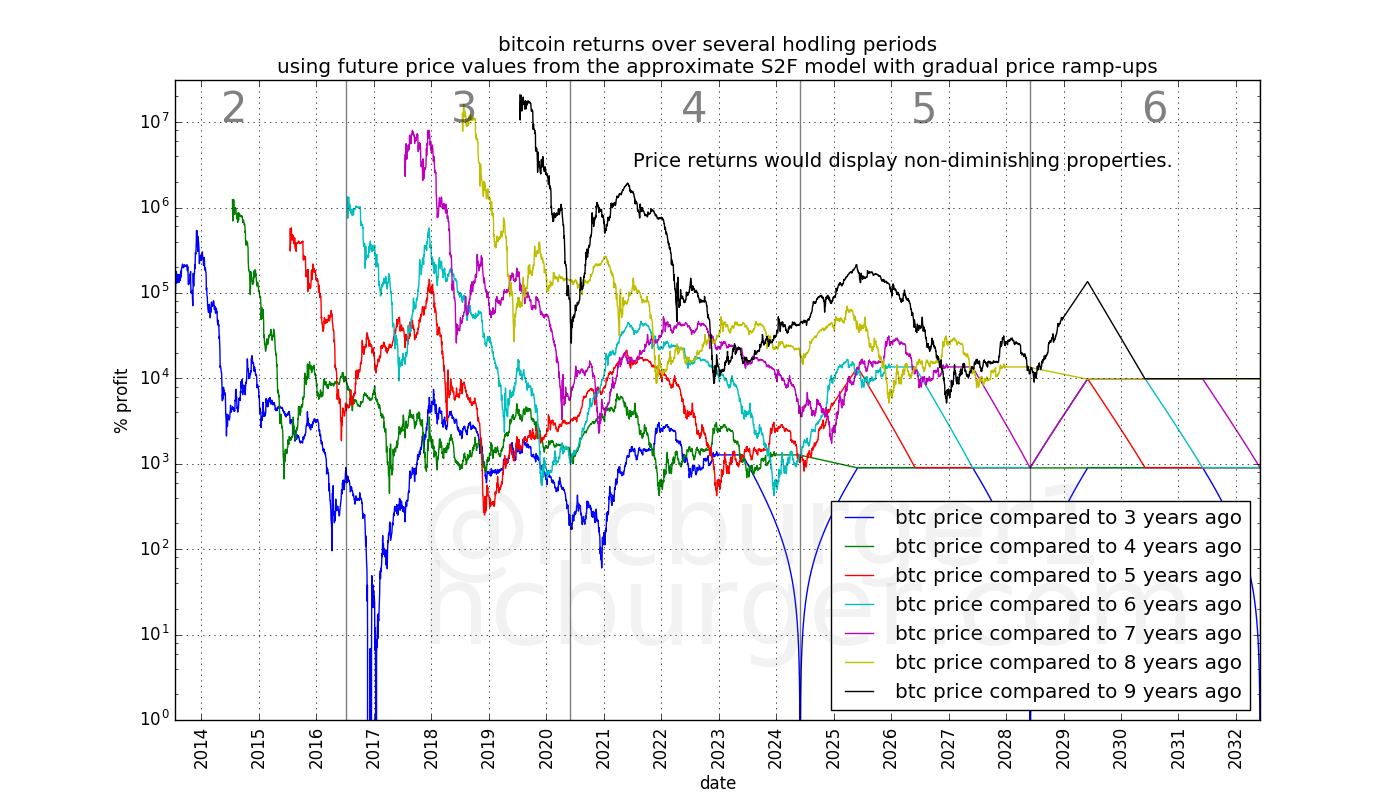 bitcoin returns over several hodling periods
using future price values from the approximate S2F model with gradual price ramp-ups
2 3 4 5 6
Price returns would display non-diminishing properties.
% profit
10^7
10^6
10^5
10^4
10^3
10^2
10^1
10^0
@hcburger1
hcburger.com
btc price compared to 3 years ago
btc price compared to 4 years ago
btc price compared to 5 years ago
btc price compared to 6 years ago
btc price compared to 7 years ago
btc price compared to 8 years ago
btc price compared to 9 years ago
2014 2015 2016 2017 2018 2019 2020 2021 2022 2023 2024 2025 2026 2027 2028 2029 2030 2031 2032
date